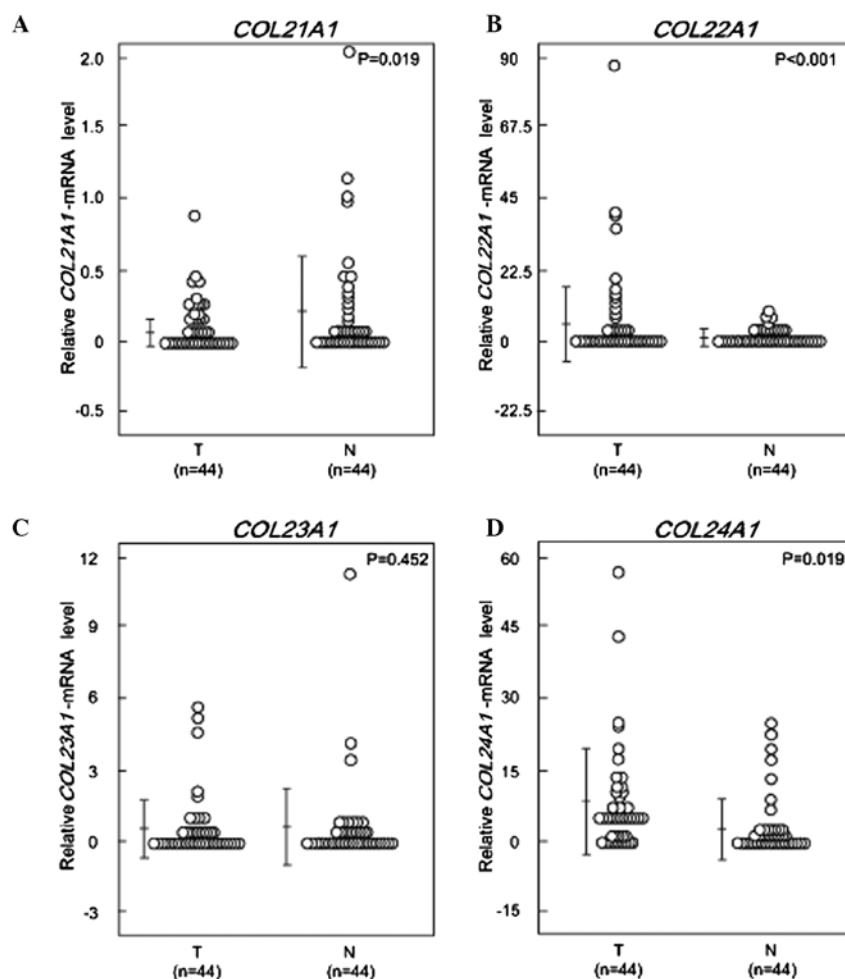 A
COL21A1
P=0.019
Relative COL21A1-mRNA level
2.0
1.5
1.0
0.5
0
-0.5
T
(n=44)
N
(n=44)
B
COL22A1
P<0.001
Relative COL22A1 -mRNA level
90
67.5
45
22.5
0
-22.5
T
(n=44)
N
(n=44)
C
COL23A1
P=0.452
Relative COL23A1-mRNA level
12
9
6
3
0
-3
T
(n=44)
N
(n=44)
D
COL24A1
P=0.019
Relative COL24A1-mRNA level
60
45
30
15
0
-15
T
(n=44)
N
(n=44)